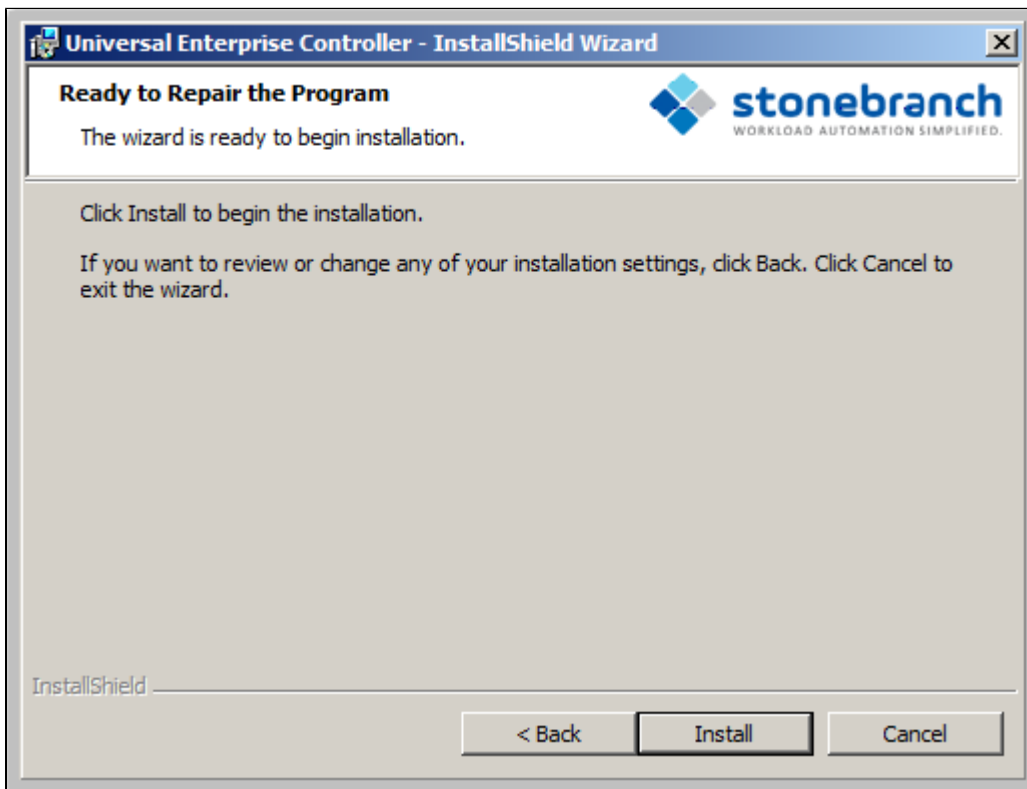 Universal Enterprise Controller - InstallShield Wizard
Ready to Repair the Program
The wizard is ready to begin installation.
stonebranch
WORKLOAD AUTOMATION SIMPLIFIED.
Click Install to begin the installation.
If you want to review or change any of your installation settings, click Back. Click Cancel to
exit the wizard.
InstallShield
< Back
Install
Cancel